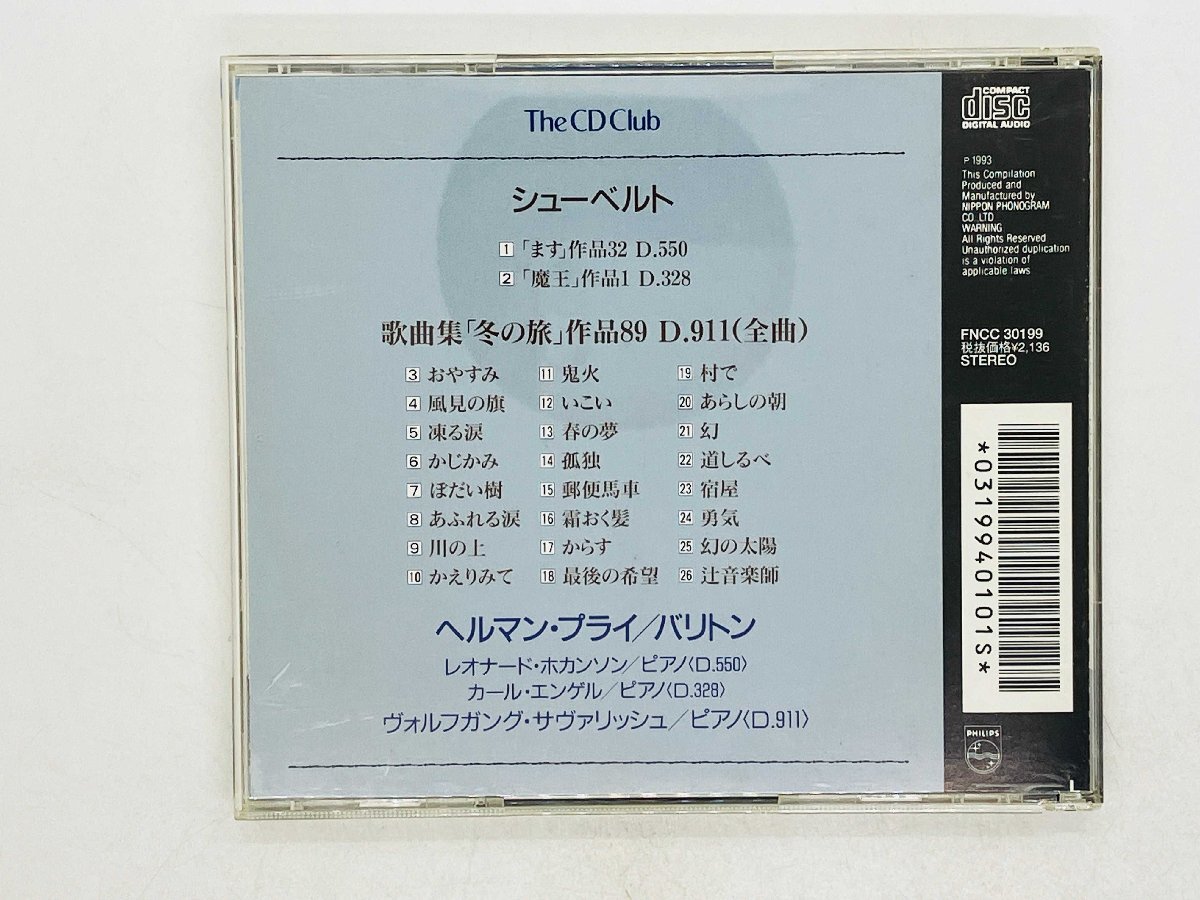 The CD Club
シューベルト
1 「ます」作品32 D.550
2 「魔王」作品1 D.328
歌曲集「冬の旅」作品89 D.911(全曲)
3 おやすみ
4 風見の旗
5 凍る涙
6 かじかみ
7 ぼだい樹
8 あふれる涙
9 川の上
10 かえりみて
11 鬼火
12 いこい
13 春の夢
14 孤独
15 郵便馬車
16 霜おく髪
17 からす
18 最後の希望
19 村で
20 あらしの朝
21 幻
22 道しるべ
23 宿屋
24 勇気
25 幻の太陽
26 辻音楽師
ヘルマン・プライ/バリトン
レオナード・ホカンソン/ピアノ〈D.550〉
カール・エンゲル/ピアノ〈D.328〉
ヴォルフガング・サヴァリッシュ/ピアノ〈D.911〉
COMPACT
disc
DIGITAL AUDIO
P 1993
This Compilation
Produced and
Manufactured by
NIPPON PHONOGRAM
CO LTD
WARNING
All Rights Reserved
Unauthorized duplication
is a violation of
applicable laws
FNCC 30199
税抜価格¥2,136
STEREO
*0319940101S*
PHILIPS